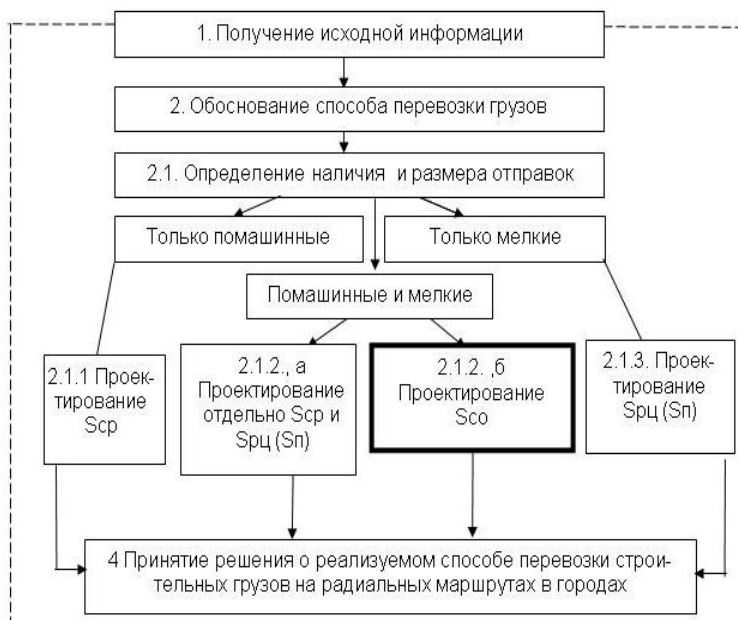 1. Получение исходной информации
2. Обоснование способа перевозки грузов
2.1. Определение наличия и размера отправок
Только помашинные
Только мелкие
Помашинные и мелкие
2.1.1 Проек-
тирование
Sср
2.1.2., а
Проектирование
отдельно Sср и
Sрц (Sп)
2.1.2. ,б
Проектирование
Sсо
2.1.3. Проек-
тирование
Sрц (Sп)
4 Принятие решения о реализуемом способе перевозки строи-
тельных грузов на радиальных маршрутах в городах